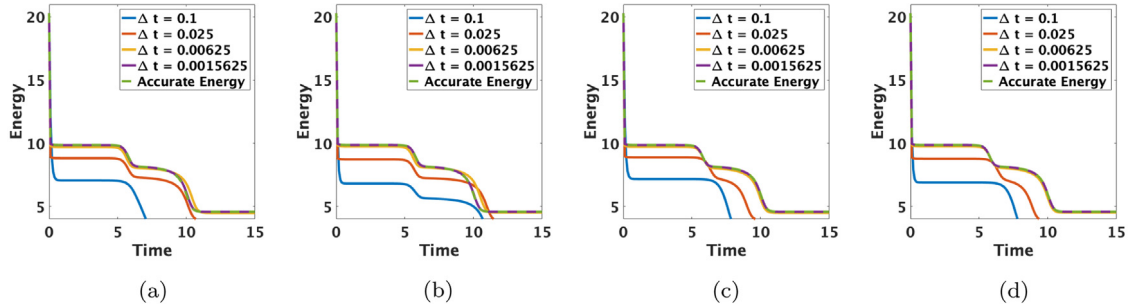 20
15
10
5
0
5
10
15
Energy
Time
Δ t = 0.1
Δ t = 0.025
Δ t = 0.00625
Δ t = 0.0015625
Accurate Energy
(a)
20
15
10
5
0
5
10
15
Energy
Time
Δ t = 0.1
Δ t = 0.025
Δ t = 0.00625
Δ t = 0.0015625
Accurate Energy
(b)
20
15
10
5
0
5
10
15
Energy
Time
Δ t = 0.1
Δ t = 0.025
Δ t = 0.00625
Δ t = 0.0015625
Accurate Energy
(c)
20
15
10
5
0
5
10
15
Energy
Time
Δ t = 0.1
Δ t = 0.025
Δ t = 0.00625
Δ t = 0.0015625
Accurate Energy
(d)